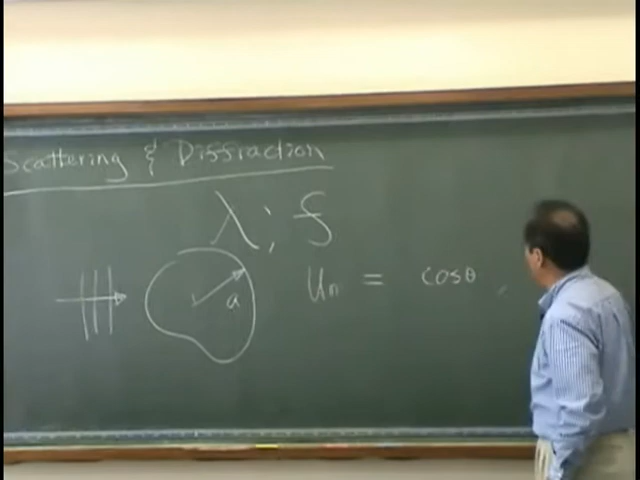 Scattering & Diffraction
λ; f
a
Un = cosθ